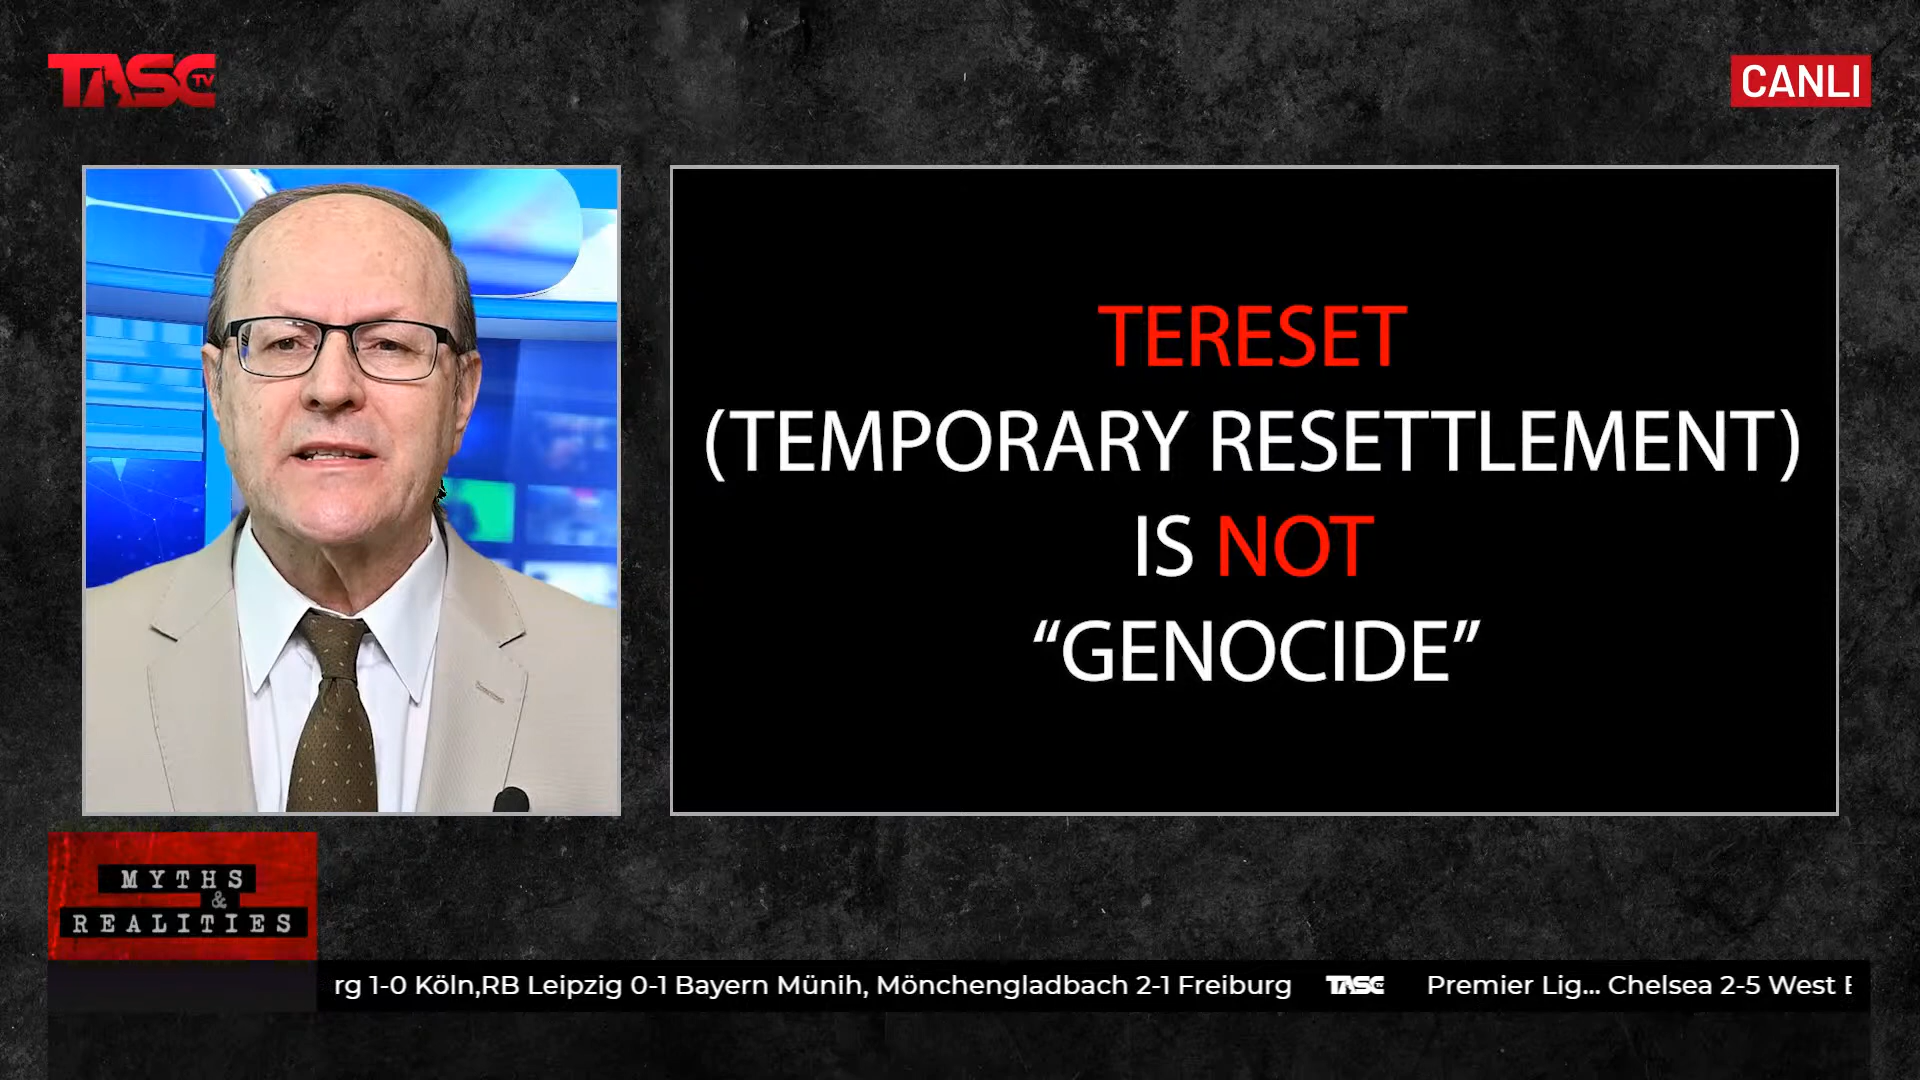 TASC TV
CANLI
TERESET
(TEMPORARY RESETTLEMENT)
IS NOT
“GENOCIDE”
MYTHS
&
REALITIES
rg 1-0 Köln,RB Leipzig 0-1 Bayern Münih, Mönchengladbach 2-1 Freiburg TASC TV Premier Lig... Chelsea 2-5 West